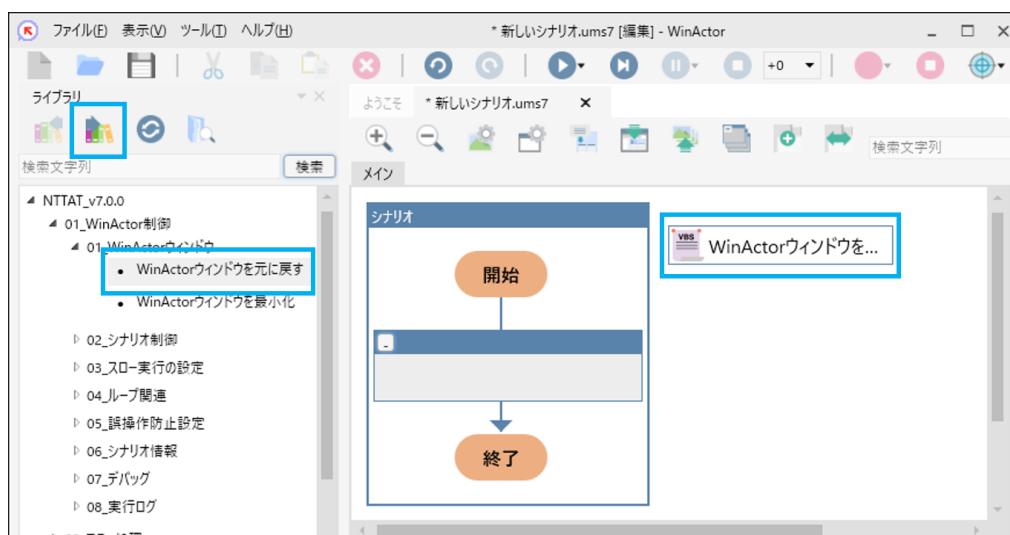 ファイル(F) 表示(V) ツール(T) ヘルプ(H) * 新しいシナリオ.ums7 [編集] - WinActor
+0
ライブラリ
ようこそ * 新しいシナリオ.ums7
検索文字列 検索
検索文字列
メイン
NTTAT_v7.0.0
01_WinActor制御
01_WinActorウィンドウ
WinActorウィンドウを元に戻す
WinActorウィンドウを最小化
02_シナリオ制御
03_スロー実行の設定
04_ループ関連
05_誤操作防止設定
06_シナリオ情報
07_デバッグ
08_実行ログ
シナリオ
開始
-
終了
VBS WinActorウィンドウを...